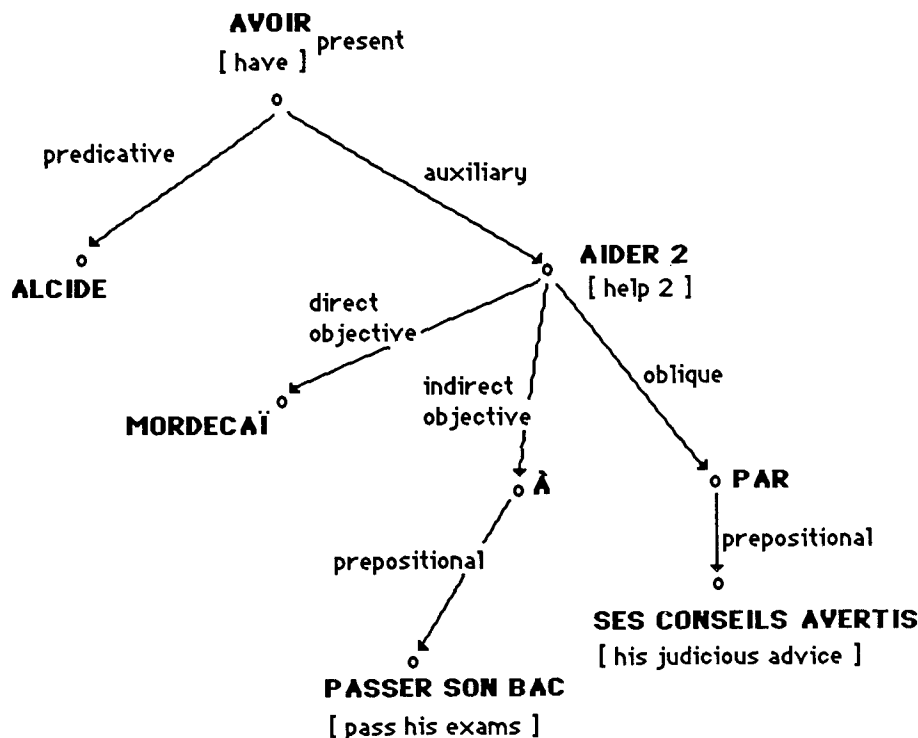 AVOIR present
[ have ]
predicative
auxiliary
ALCIDE
AIDER 2
[ help 2 ]
direct
objective
indirect
objective
oblique
MORDECAÏ
À
PAR
prepositional
prepositional
SES CONSEILS AVERTIS
[ his judicious advice ]
PASSER SON BAC
[ pass his exams ]